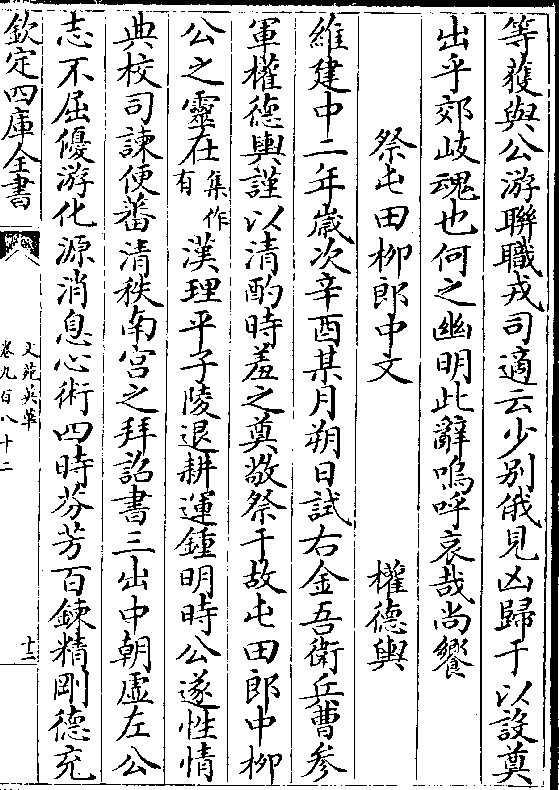 等獲與公游聯職戎司適云少别俄見凶歸于以設奠
出乎郊歧魂也何之幽明此辭嗚呼哀哉尚饗
祭屯田柳郎中文 權德輿
維建中二年歲次辛酉某月朔日試右金吾衛兵曹參
軍權德輿謹以清酌時羞之奠敬祭于故屯田郎中柳
公之靈在集作有漢理平子陵退耕運鍾明時公遂性情
典校司諫便蕃清秩南宫之拜詔書三出中朝虚左公
志不屈優游化源消息心術四時芬芳百鍊精剛德充
欽定四庫全書
文苑英華
卷九百八十二
十二